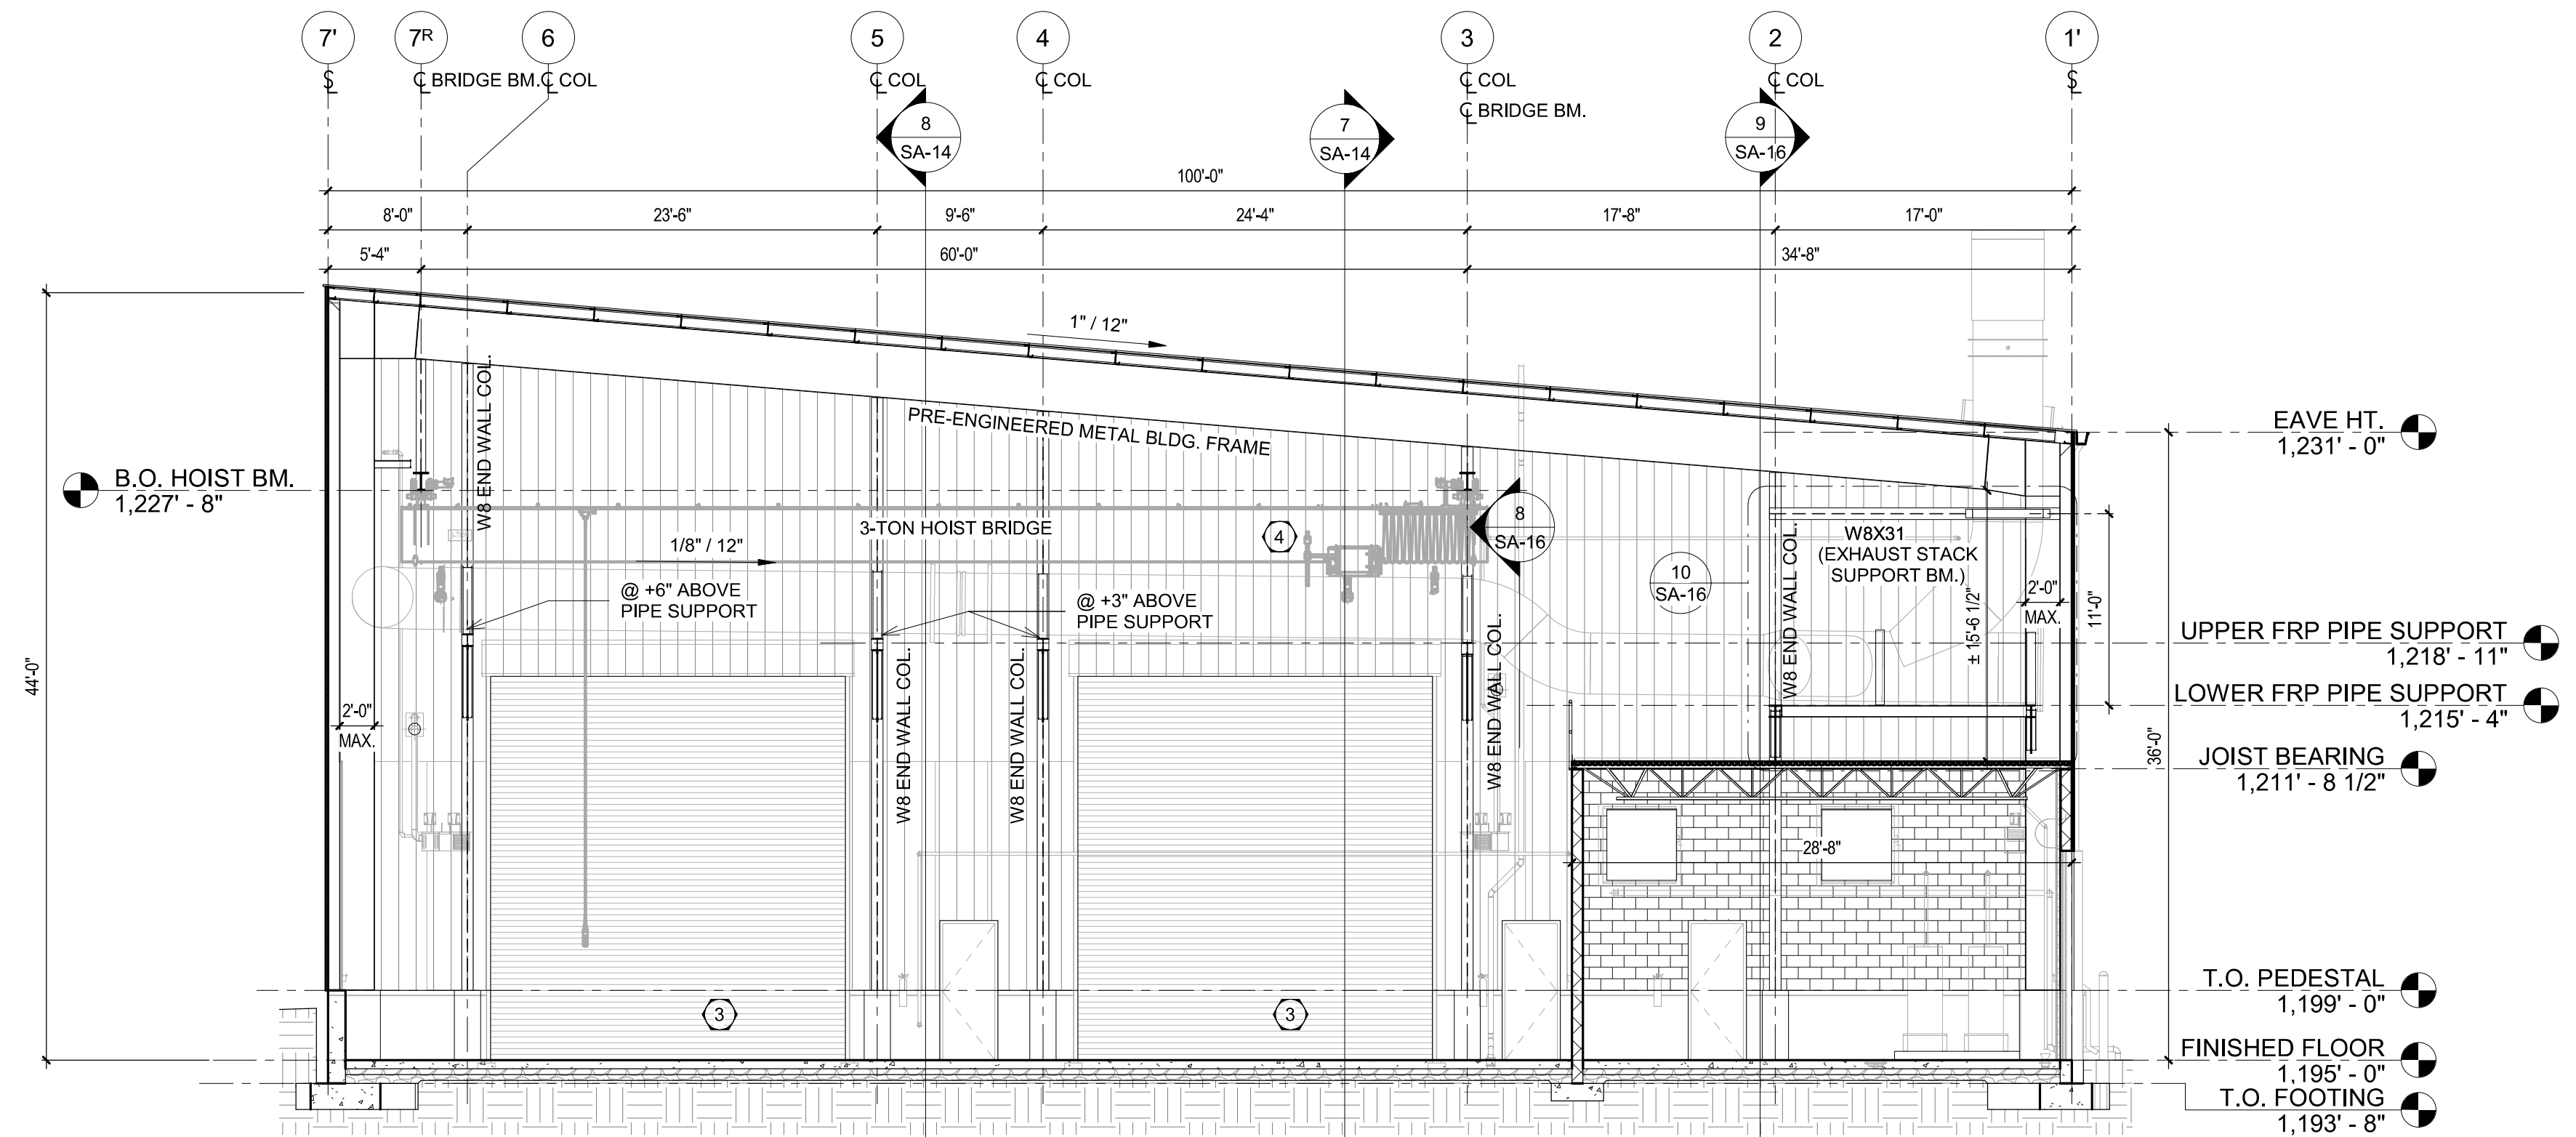 7' 7R 6 5 4 3 2 1'
℄ BRIDGE BM. ℄ COL ℄ COL ℄ COL ℄ COL ℄ COL
℄ BRIDGE BM.
8
SA-14
7
SA-14
9
SA-16
100'-0"
8'-0" 23'-6" 9'-6" 24'-4" 17'-8" 17'-0"
5'-4" 60'-0" 34'-8"
1" / 12"
PRE-ENGINEERED METAL BLDG. FRAME
EAVE HT.
1,231' - 0"
B.O. HOIST BM.
1,227' - 8"
W8 END WALL COL.
3-TON HOIST BRIDGE
4
8
SA-16
1/8" / 12"
W8X31
(EXHAUST STACK
SUPPORT BM.)
10
SA-16
@ +6" ABOVE
PIPE SUPPORT
@ +3" ABOVE
PIPE SUPPORT
W8 END WALL COL.
± 15'-6 1/2"
2'-0"
MAX.
11'-0"
UPPER FRP PIPE SUPPORT
1,218' - 11"
44'-0"
2'-0"
MAX.
W8 END WALL COL.
W8 END WALL COL.
W8 END WALL COL.
LOWER FRP PIPE SUPPORT
1,215' - 4"
36'-0"
JOIST BEARING
1,211' - 8 1/2"
28'-8"
T.O. PEDESTAL
1,199' - 0"
3
3
FINISHED FLOOR
1,195' - 0"
T.O. FOOTING
1,193' - 8"